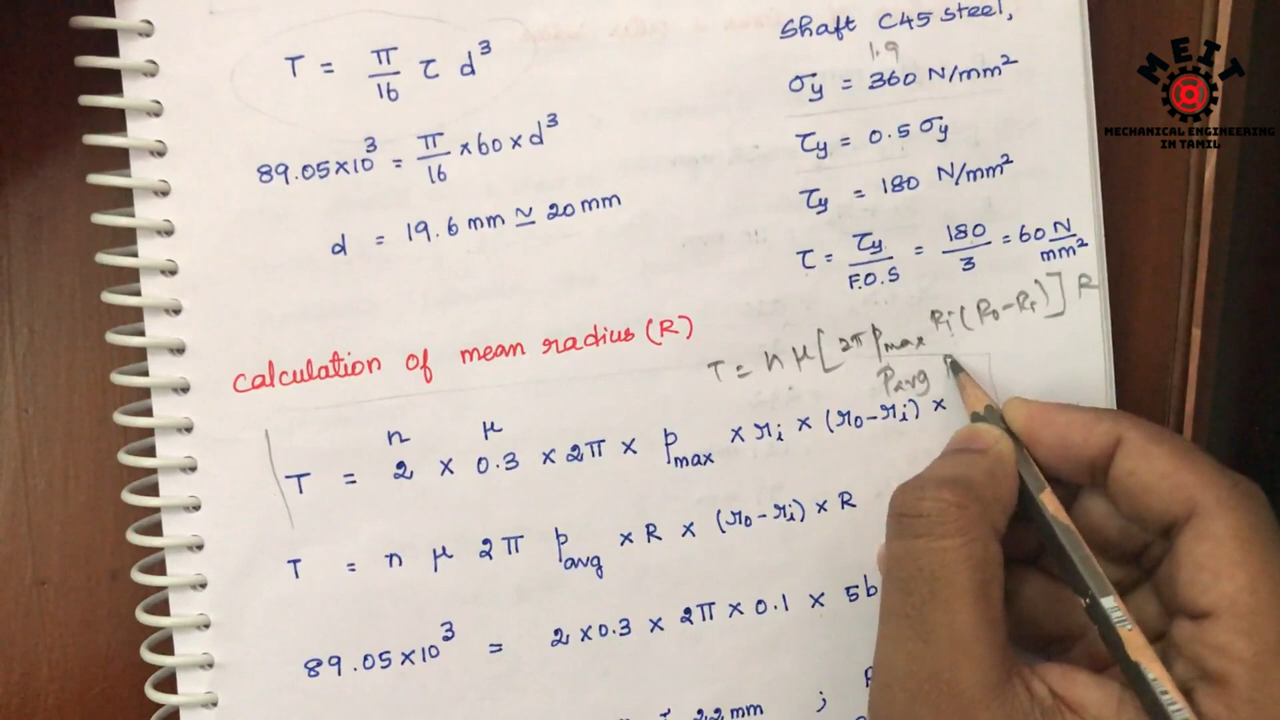 T = π/16 τ d³
89.05×10³ = π/16 ×60×d³
d = 19.6 mm ≃ 20 mm
Shaft C45 Steel,
1.9
σy = 360 N/mm²
τy = 0.5 σy
τy = 180 N/mm²
τ = τy/F.O.S = 180/3 = 60 N/mm²
MEIT
MECHANICAL ENGINEERING
IN TAMIL
Calculation of mean radius (R)
T = n μ [2π Pmax Ri (Ro-Ri)] R
Pavg
n μ
T = 2 × 0.3 × 2π × Pmax × ri × (ro-ri) ×
T = n μ 2π Pavg × R × (ro-ri) × R
89.05×10³ = 2×0.3 × 2π × 0.1 × 5b
22 mm ;